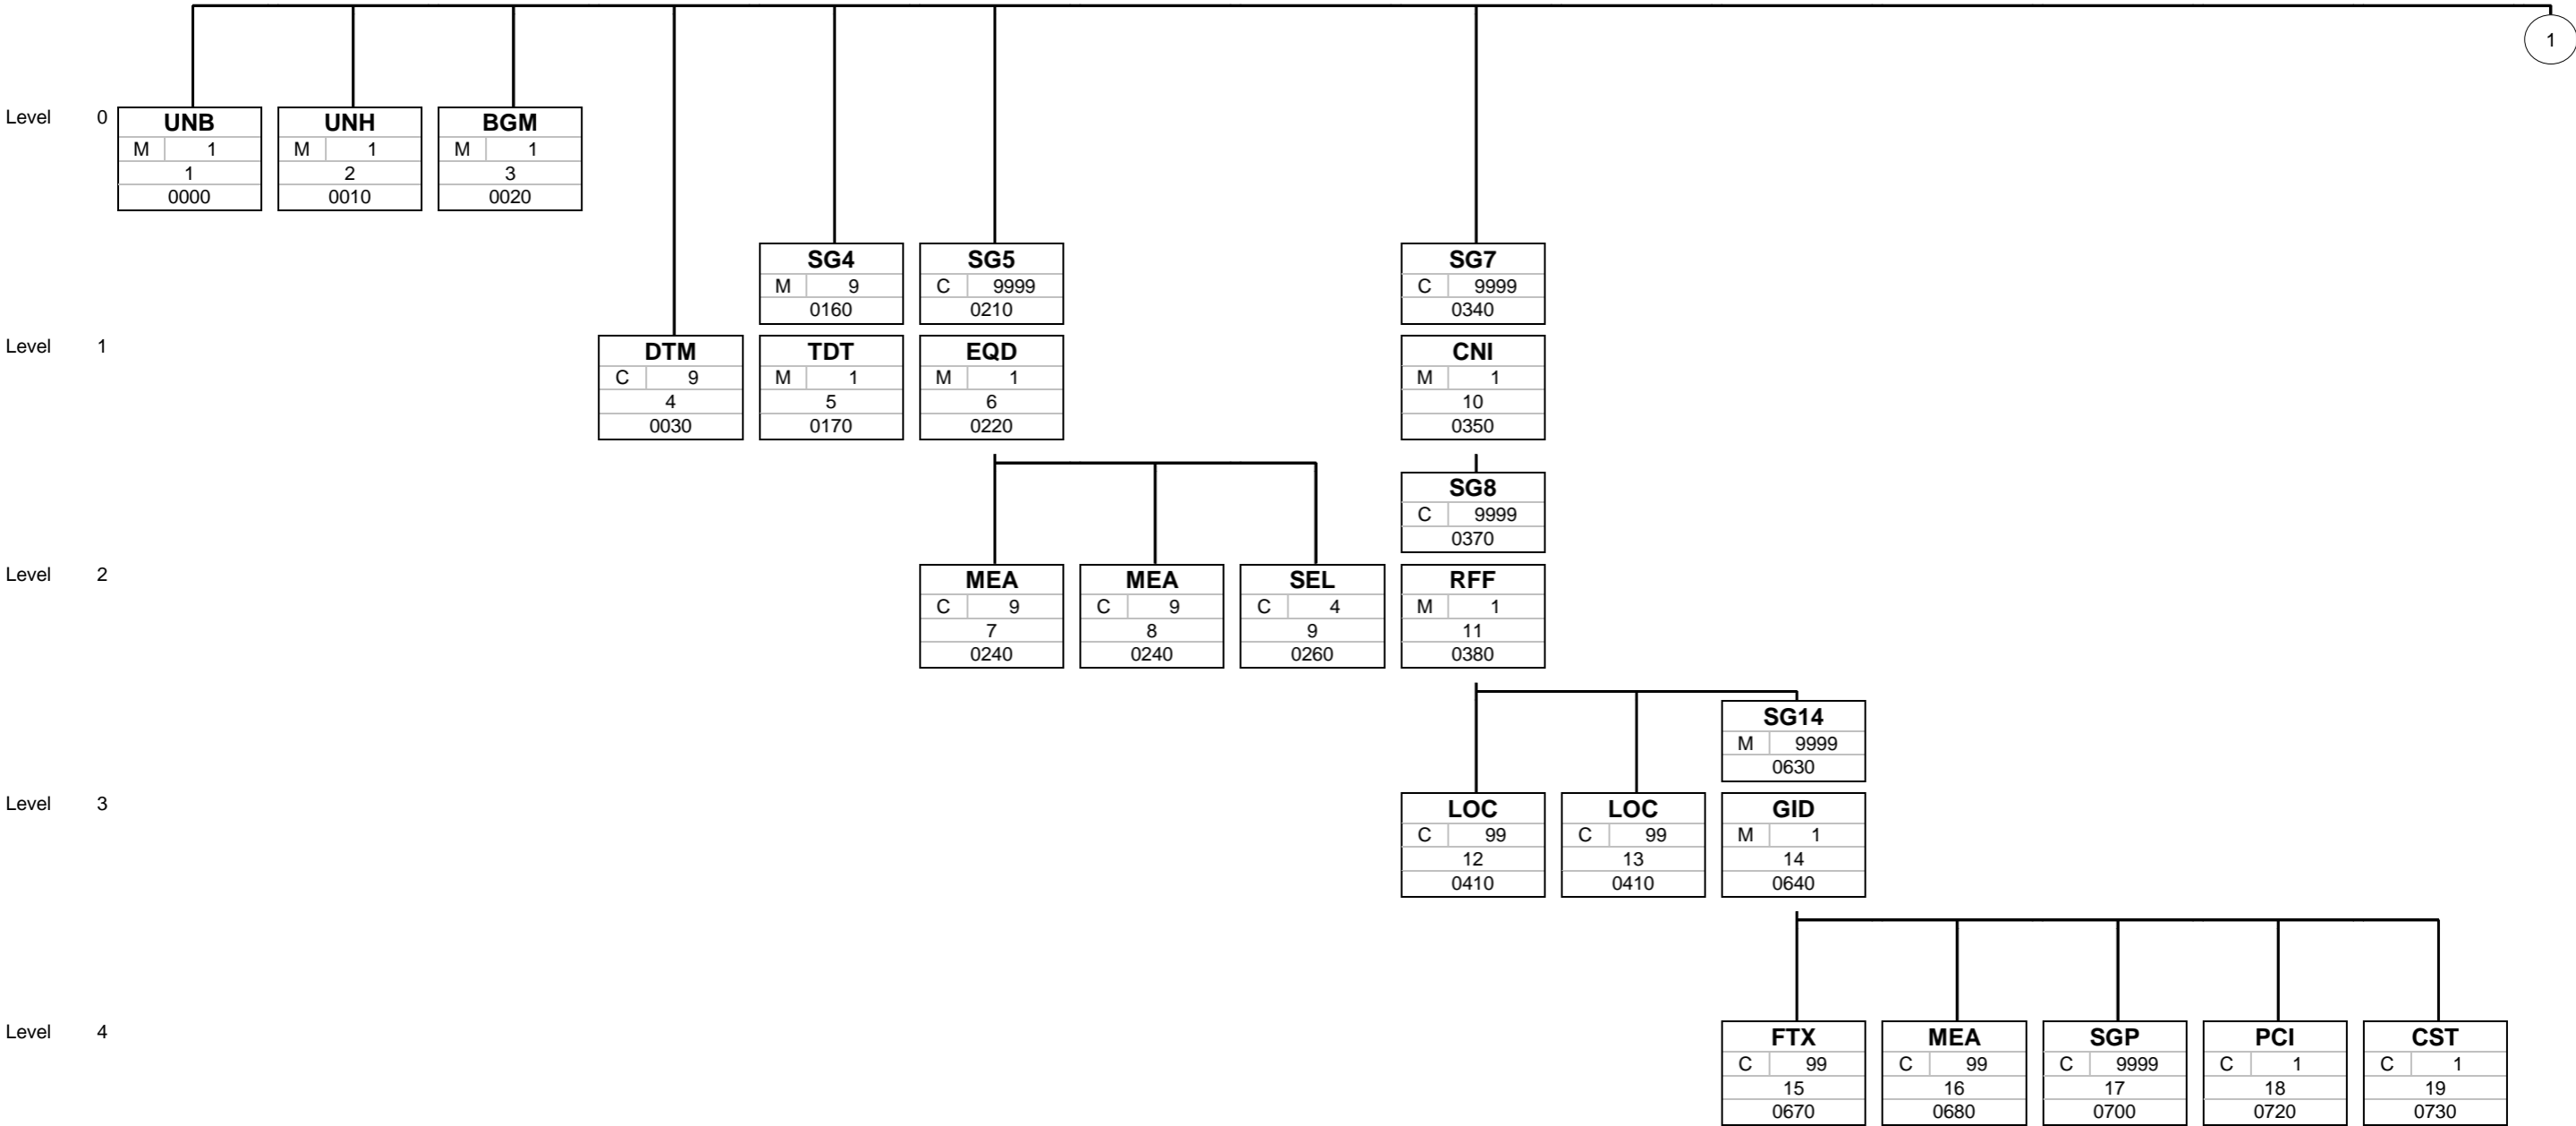 1
Level 0
UNB
M 1
1
0000
UNH
M 1
2
0010
BGM
M 1
3
0020
SG4
M 9
0160
SG5
C 9999
0210
SG7
C 9999
0340
Level 1
DTM
C 9
4
0030
TDT
M 1
5
0170
EQD
M 1
6
0220
CNI
M 1
10
0350
SG8
C 9999
0370
Level 2
MEA
C 9
7
0240
MEA
C 9
8
0240
SEL
C 4
9
0260
RFF
M 1
11
0380
SG14
M 9999
0630
Level 3
LOC
C 99
12
0410
LOC
C 99
13
0410
GID
M 1
14
0640
Level 4
FTX
C 99
15
0670
MEA
C 99
16
0680
SGP
C 9999
17
0700
PCI
C 1
18
0720
CST
C 1
19
0730